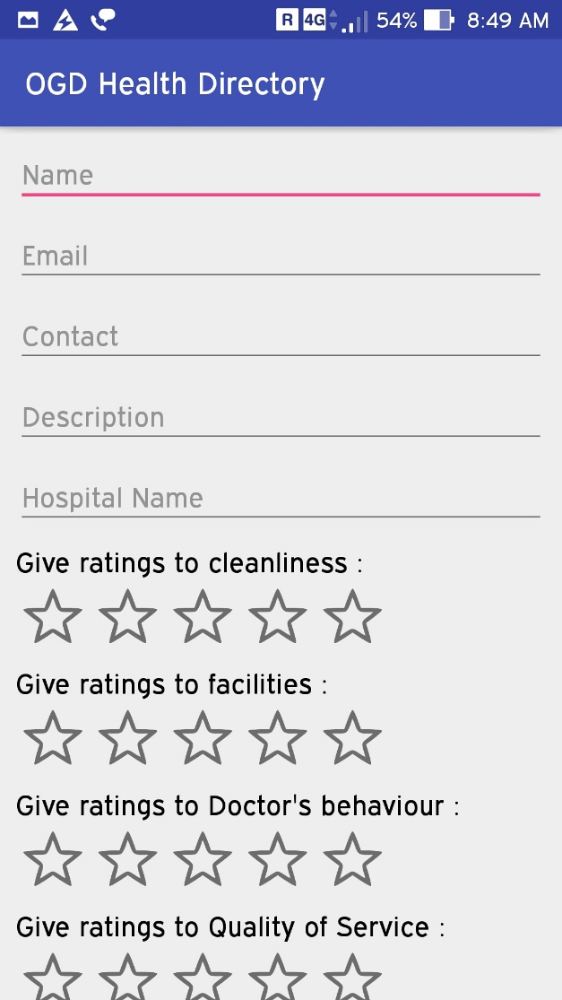 R 4G 54% 8:49 AM
OGD Health Directory
Name
Email
Contact
Description
Hospital Name
Give ratings to cleanliness :
Give ratings to facilities :
Give ratings to Doctor's behaviour :
Give ratings to Quality of Service :